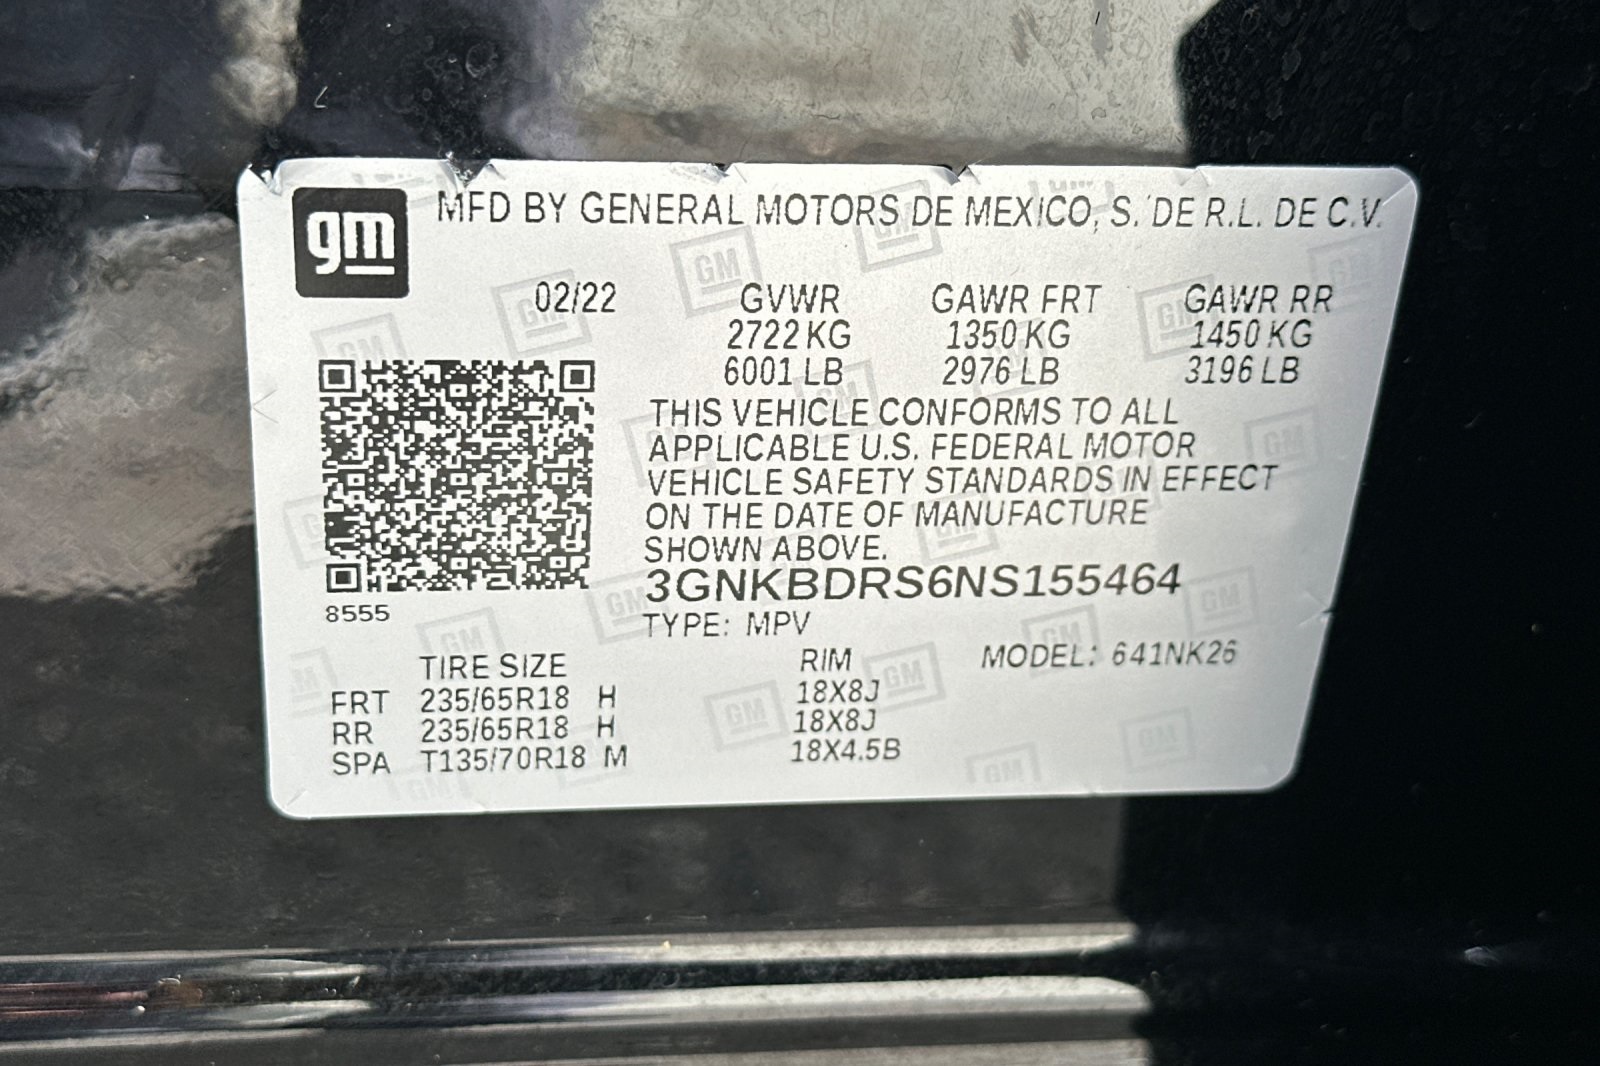 gm
MFD BY GENERAL MOTORS DE MEXICO, S. DE R.L. DE C.V.
02/22 GVWR GAWR FRT GAWR RR
2722 KG 1350 KG 1450 KG
6001 LB 2976 LB 3196 LB
THIS VEHICLE CONFORMS TO ALL
APPLICABLE U.S. FEDERAL MOTOR
VEHICLE SAFETY STANDARDS IN EFFECT
ON THE DATE OF MANUFACTURE
SHOWN ABOVE.
3GNKBDRS6NS155464
8555
TYPE: MPV
TIRE SIZE RIM MODEL: 641NK26
FRT 235/65R18 H 18X8J
RR 235/65R18 H 18X8J
SPA T135/70R18 M 18X4.5B